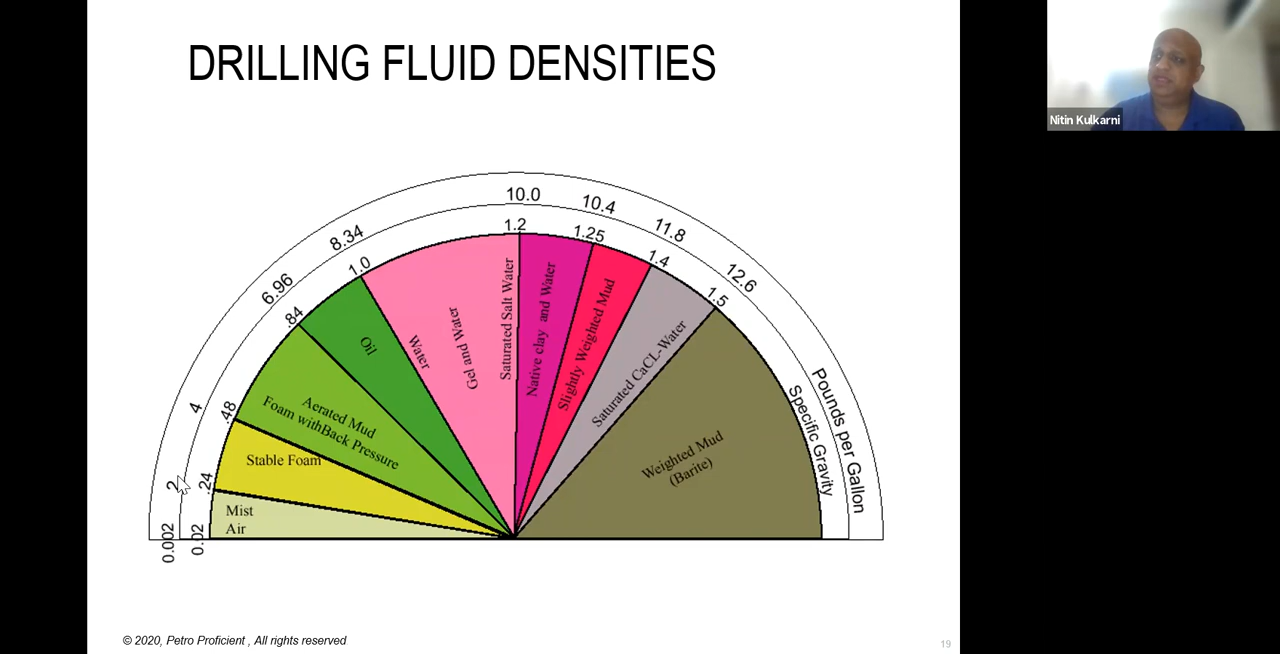 DRILLING FLUID DENSITIES
Nitin Kulkarni
0.002
2
4
6.96
8.34
10.0
10.4
11.8
12.6
Pounds per Gallon
0.02
.24
.48
.84
1.0
1.2
1.25
1.4
1.5
Specific Gravity
Mist
Air
Stable Foam
Aerated Mud
Foam withBack Pressure
Oil
Water
Gel and Water
Saturated Salt Water
Native clay and Water
Slightly Weighted Mud
Saturated CaCL-Water
Weighted Mud
(Barite)
© 2020, Petro Proficient , All rights reserved
19